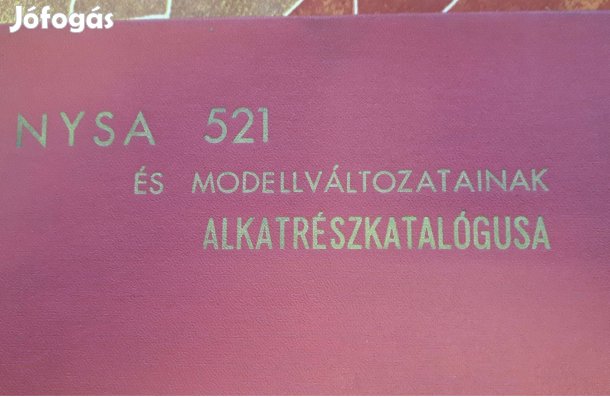 Jófogás
NYSA 521
ÉS MODELLVÁLTOZATAINAK
ALKATRÉSZKATALÓGUSA